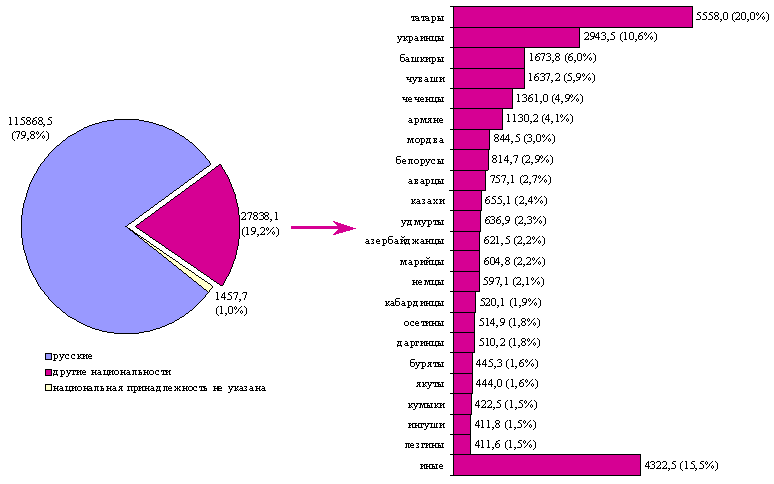 115868,5
(79,8%)
27838,1
(19,2%)
1457,7
(1,0%)
русские
другие национальности
национальная принадлежность не указана
татары 5558,0 (20,0%)
украинцы 2943,5 (10,6%)
башкиры 1673,8 (6,0%)
чуваши 1637,2 (5,9%)
чеченцы 1361,0 (4,9%)
армяне 1130,2 (4,1%)
мордва 844,5 (3,0%)
белорусы 814,7 (2,9%)
аварцы 757,1 (2,7%)
казахи 655,1 (2,4%)
удмурты 636,9 (2,3%)
азербайджанцы 621,5 (2,2%)
марийцы 604,8 (2,2%)
немцы 597,1 (2,1%)
кабардинцы 520,1 (1,9%)
осетины 514,9 (1,8%)
даргинцы 510,2 (1,8%)
буряты 445,3 (1,6%)
якуты 444,0 (1,6%)
кумыки 422,5 (1,5%)
ингуши 411,8 (1,5%)
лезгины 411,6 (1,5%)
иные 4322,5 (15,5%)